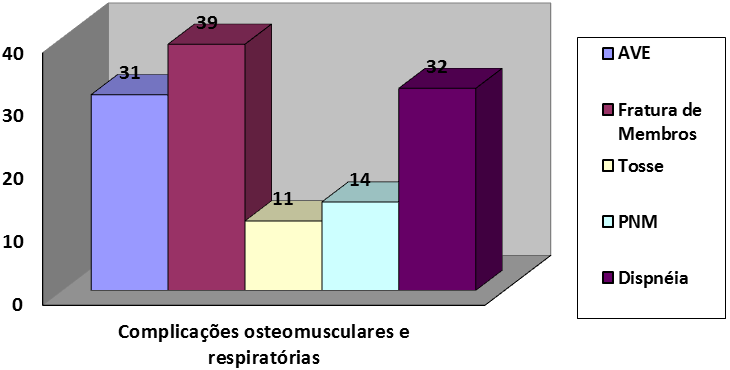 40
30
20
10
0
31
39
11
14
32
Complicações osteomusculares e
respiratórias
AVE
Fratura de
Membros
Tosse
PNM
Dispnéia